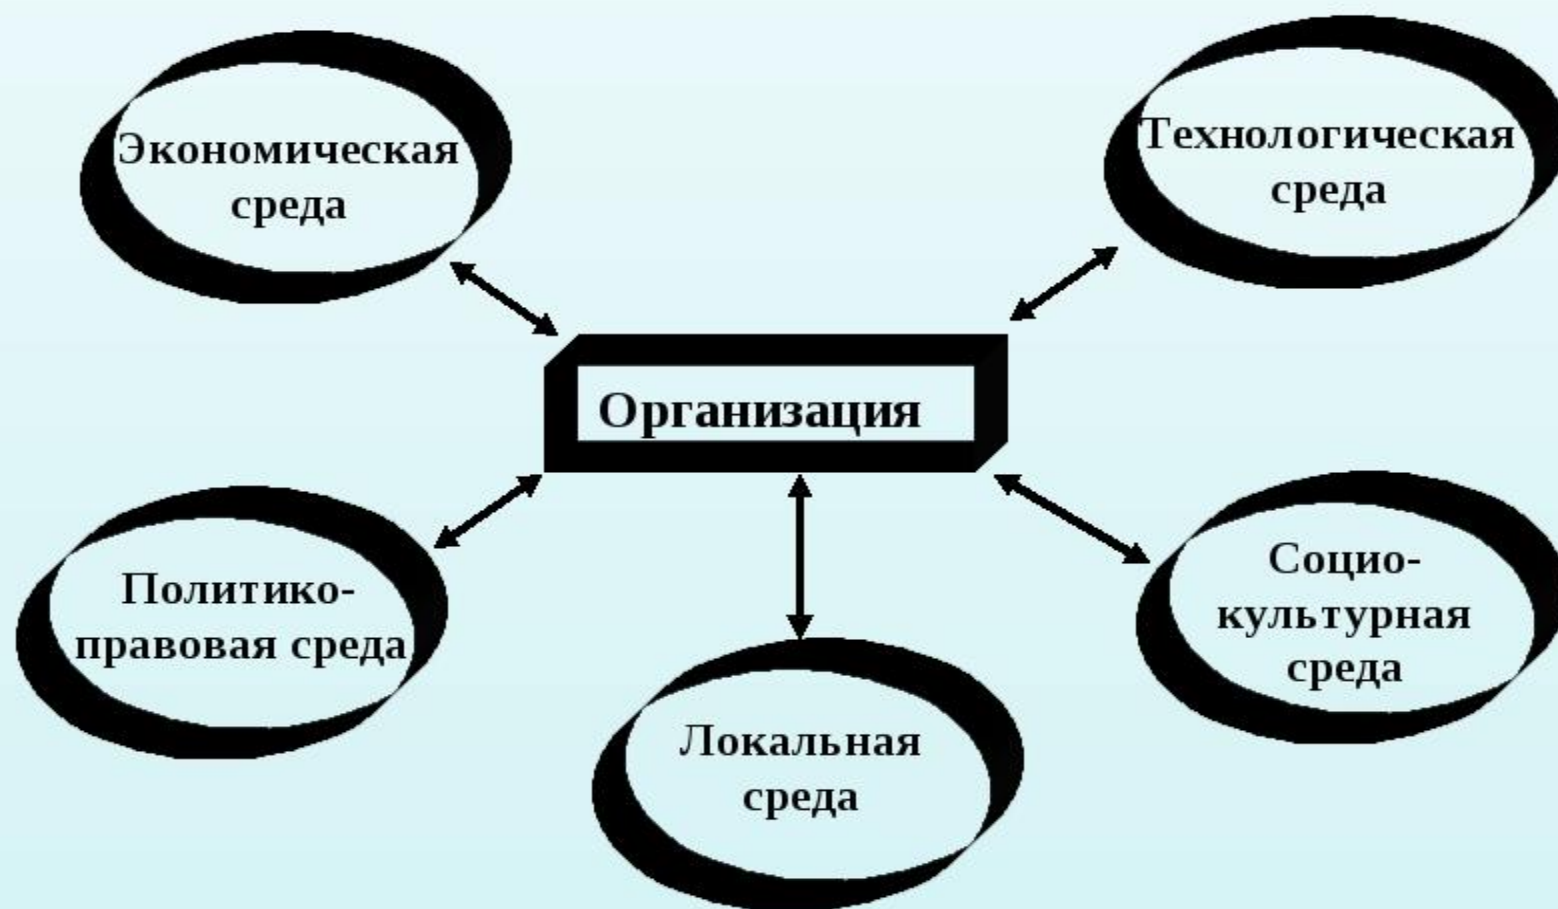 Экономическая
среда
Технологическая
среда
Организация
Политико-
правовая среда
Социо-
культурная
среда
Локальная
среда